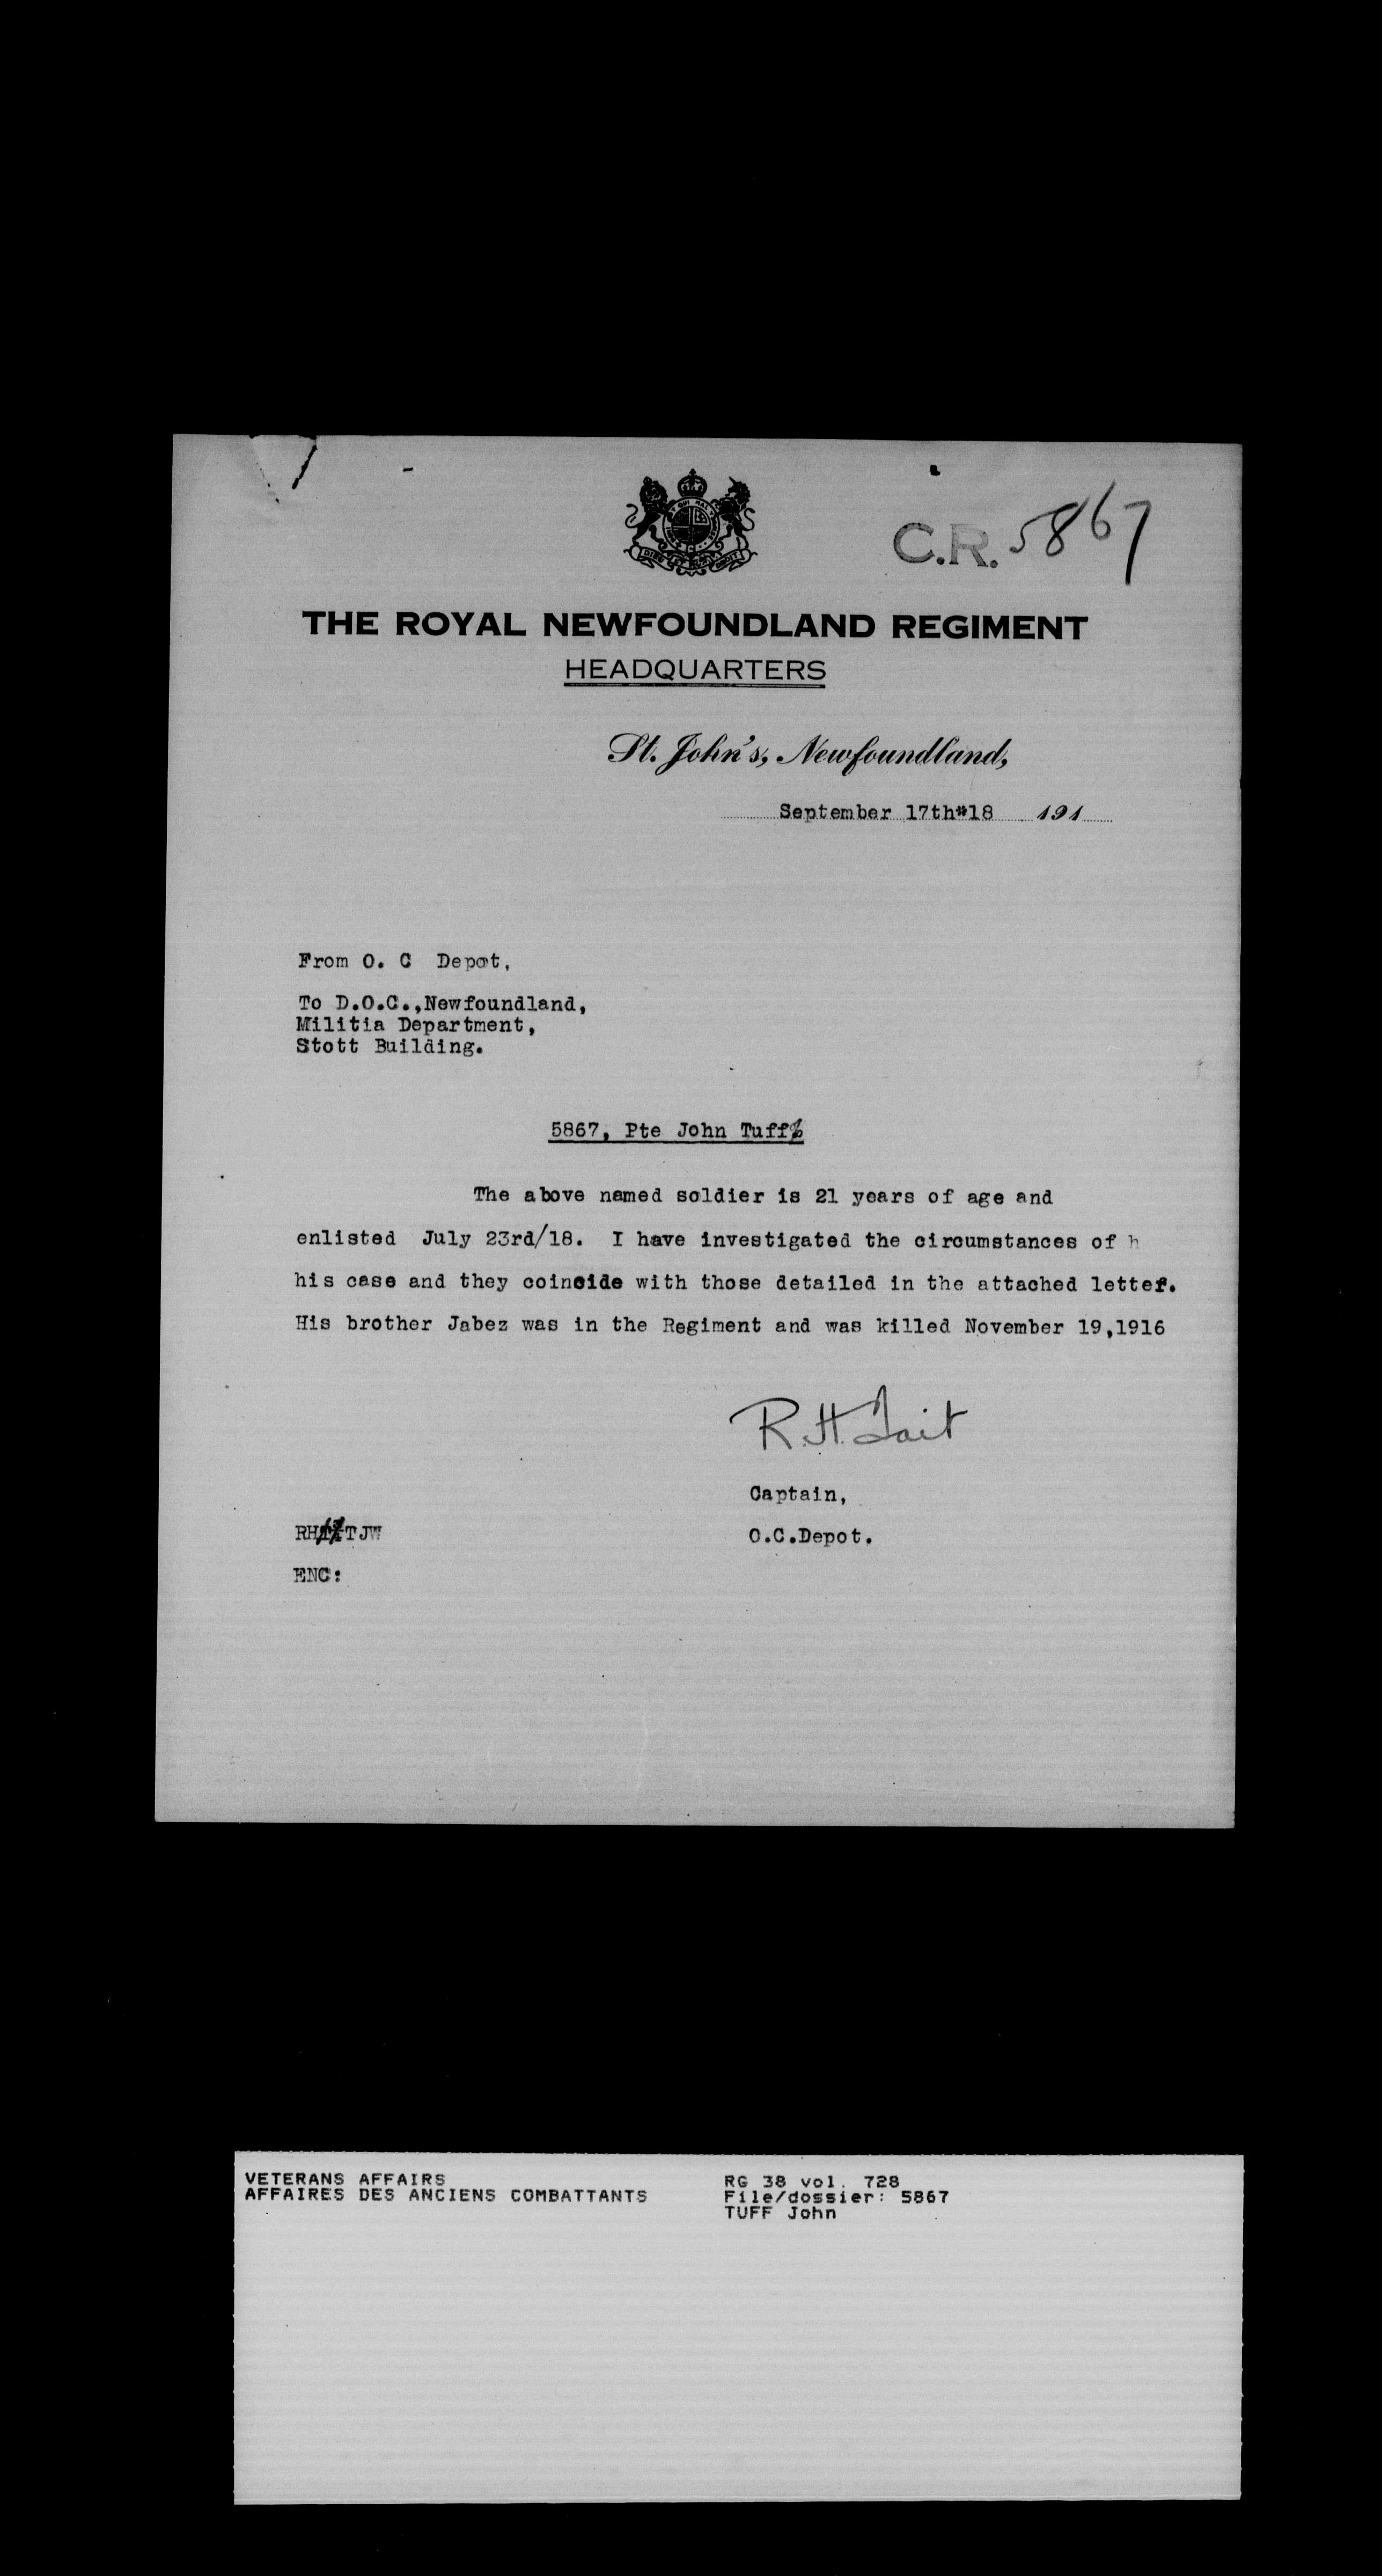 C.R. 5867
THE ROYAL NEWFOUNDLAND REGIMENT
HEADQUARTERS
St. John's, Newfoundland,
September 17th*18 191
From O. C Depot,
To D.O.C.,Newfoundland,
Militia Department,
Stott Building.
5867, Pte John Tuff
The above named soldier is 21 years of age and
enlisted July 23rd/18. I have investigated the circumstances of h
his case and they coincide with those detailed in the attached letter.
His brother Jabez was in the Regiment and was killed November 19,1916
R.H.Tait
Captain,
RH TJW O.C.Depot.
ENC:
VETERANS AFFAIRS RG 38 vol. 728
AFFAIRES DES ANCIENS COMBATTANTS File/dossier: 5867
TUFF John